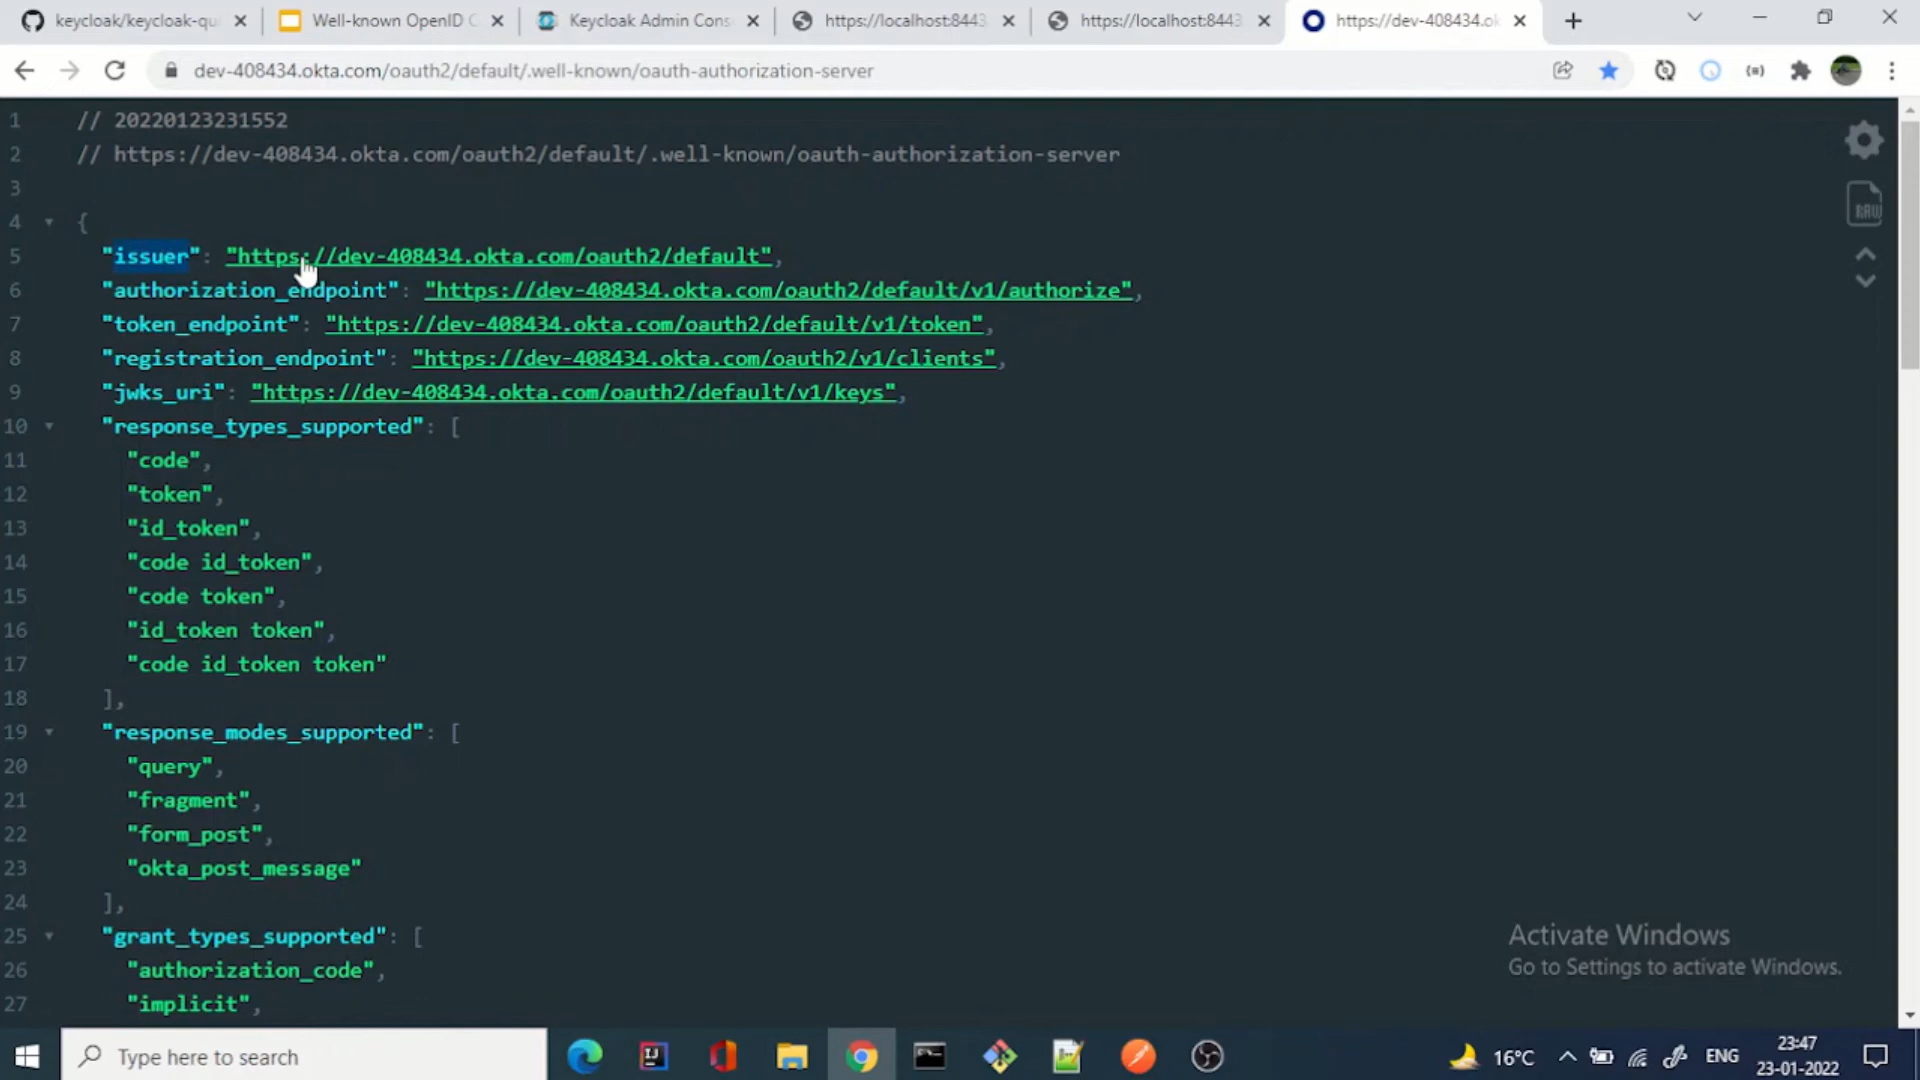 keycloak/keycloak-qu
Well-known OpenID C
Keycloak Admin Cons
https://localhost:8443
https://localhost:8443
https://dev-408434.ok
dev-408434.okta.com/oauth2/default/.well-known/oauth-authorization-server
1 // 20220123231552
2 // https://dev-408434.okta.com/oauth2/default/.well-known/oauth-authorization-server
3
4 {
5 "issuer": "https://dev-408434.okta.com/oauth2/default",
6 "authorization_endpoint": "https://dev-408434.okta.com/oauth2/default/v1/authorize",
7 "token_endpoint": "https://dev-408434.okta.com/oauth2/default/v1/token",
8 "registration_endpoint": "https://dev-408434.okta.com/oauth2/v1/clients",
9 "jwks_uri": "https://dev-408434.okta.com/oauth2/default/v1/keys",
10 "response_types_supported": [
11 "code",
12 "token",
13 "id_token",
14 "code id_token",
15 "code token",
16 "id_token token",
17 "code id_token token"
18 ],
19 "response_modes_supported": [
20 "query",
21 "fragment",
22 "form_post",
23 "okta_post_message"
24 ],
25 "grant_types_supported": [
26 "authorization_code",
27 "implicit",
RAW
Activate Windows
Go to Settings to activate Windows.
Type here to search
IJ
16°C
ENG
23:47
23-01-2022